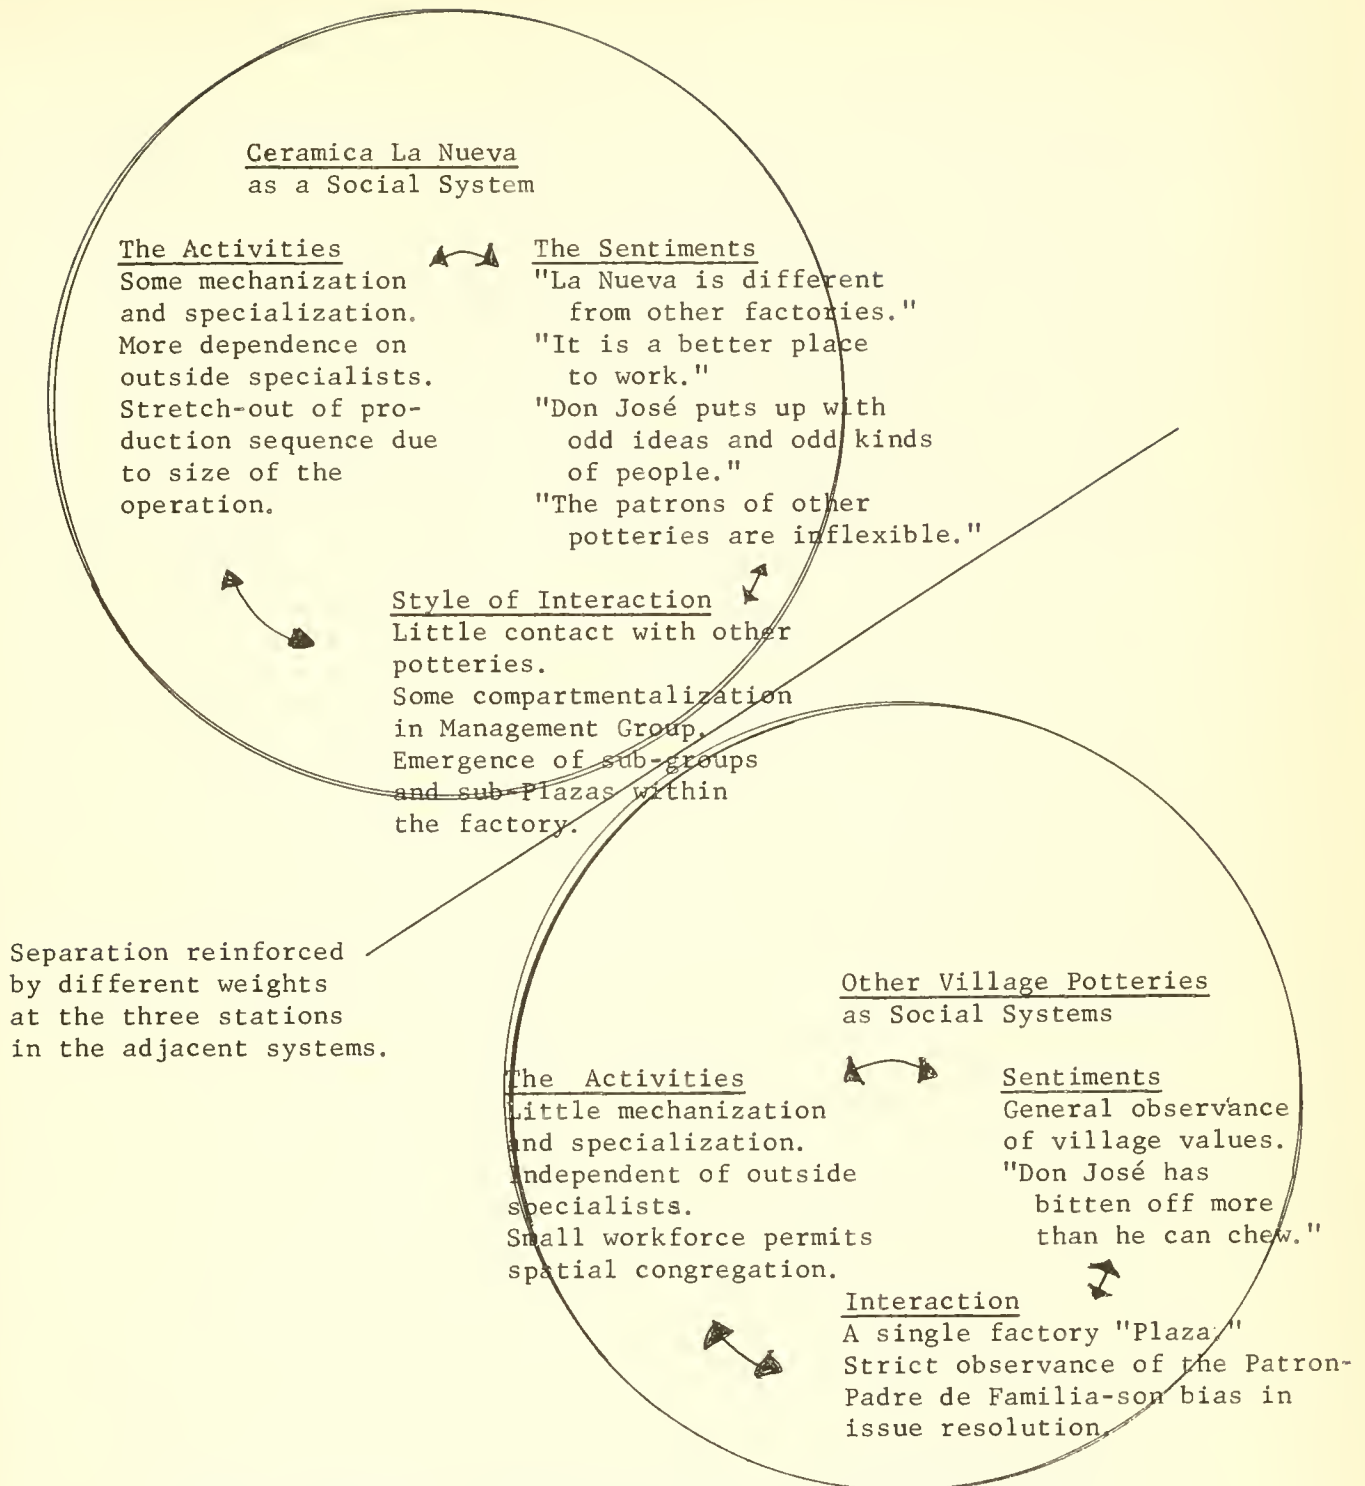 Ceramica La Nueva
as a Social System
The Activities
Some mechanization
and specialization.
More dependence on
outside specialists.
Stretch-out of pro-
duction sequence due
to size of the
operation.
The Sentiments
"La Nueva is different
from other factories."
"It is a better place
to work."
"Don José puts up with
odd ideas and odd kinds
of people."
"The patrons of other
potteries are inflexible."
Style of Interaction
Little contact with other
potteries.
Some compartmentalization
in Management Group.
Emergence of sub-groups
and sub-Plazas within
the factory.
Separation reinforced
by different weights
at the three stations
in the adjacent systems.
Other Village Potteries
as Social Systems
The Activities
Little mechanization
and specialization.
Independent of outside
specialists.
Small workforce permits
spatial congregation.
Sentiments
General observance
of village values.
"Don José has
bitten off more
than he can chew."
Interaction
A single factory "Plaza."
Strict observance of the Patron-
Padre de Familia-son bias in
issue resolution.